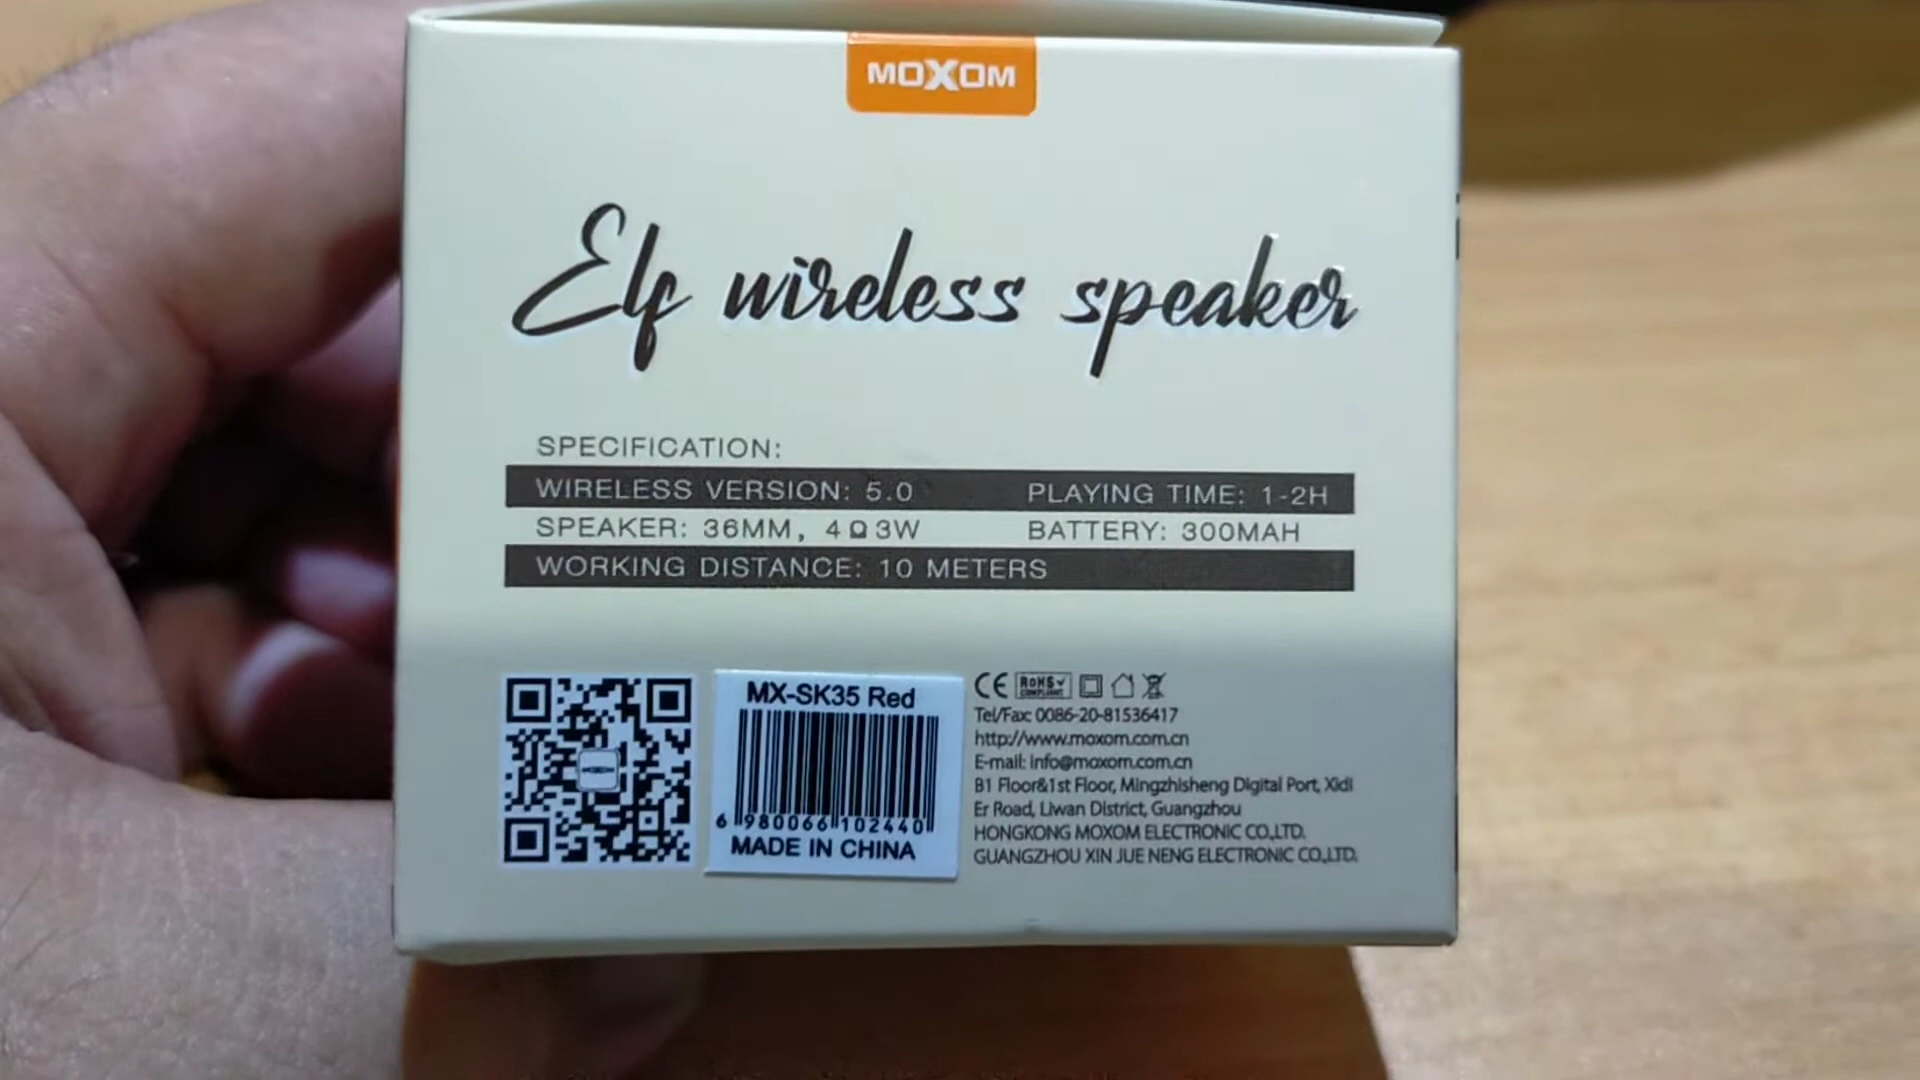 MOXOM
Elf wireless speaker
SPECIFICATION:
WIRELESS VERSION: 5.0 PLAYING TIME: 1-2H
SPEAKER: 36MM, 4Ω3W BATTERY: 300MAH
WORKING DISTANCE: 10 METERS
MOXOM
MX-SK35 Red
6 980066 102440
MADE IN CHINA
CE RoHS COMPLIANT
Tel/Fax: 0086-20-81536417
http://www.moxom.com.cn
E-mail: info@moxom.com.cn
B1 Floor&1st Floor, Mingzhisheng Digital Port, Xidi
Er Road, Liwan District, Guangzhou
HONGKONG MOXOM ELECTRONIC CO.,LTD.
GUANGZHOU XIN JUE NENG ELECTRONIC CO.,LTD.